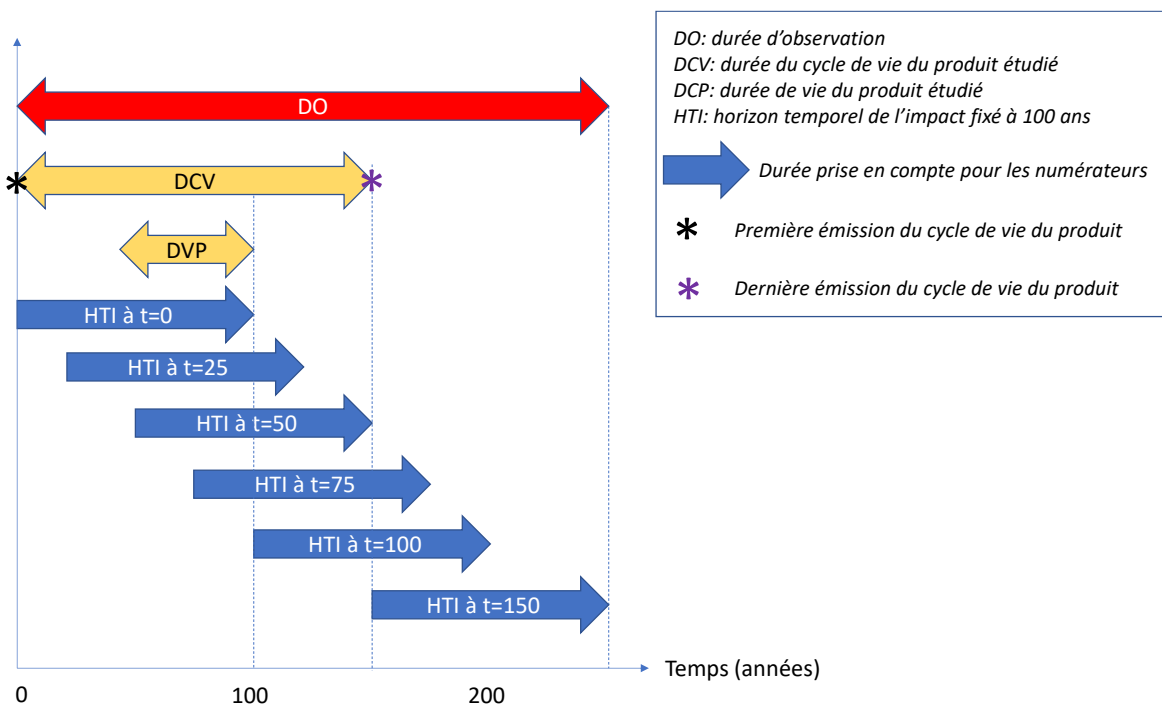 DO: durée d'observation
DCV: durée du cycle de vie du produit étudié
DCP: durée de vie du produit étudié
HTI: horizon temporel de l'impact fixé à 100 ans
Durée prise en compte pour les numérateurs
* Première émission du cycle de vie du produit
* Dernière émission du cycle de vie du produit
DO
* DCV *
DVP
HTI à t=0
HTI à t=25
HTI à t=50
HTI à t=75
HTI à t=100
HTI à t=150
Temps (années)
0 100 200